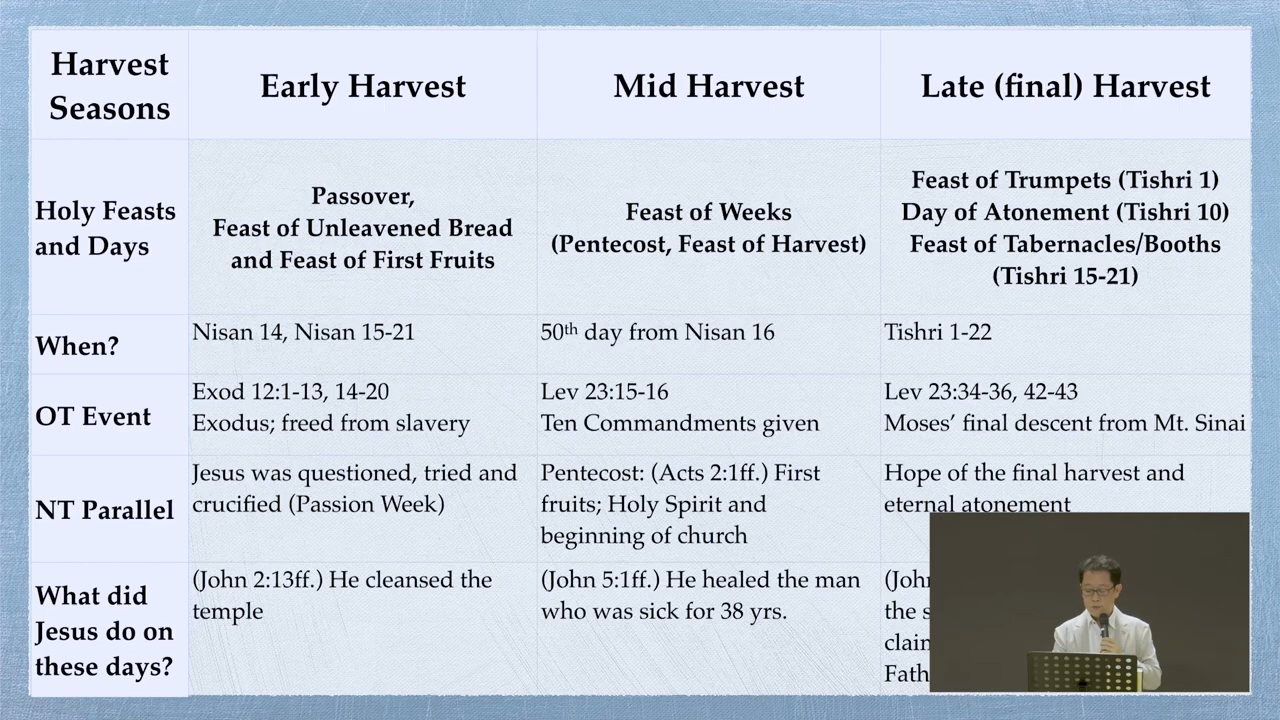 Harvest
Seasons
Early Harvest
Mid Harvest
Late (final) Harvest
Holy Feasts
and Days
Passover,
Feast of Unleavened Bread
and Feast of First Fruits
Feast of Weeks
(Pentecost, Feast of Harvest)
Feast of Trumpets (Tishri 1)
Day of Atonement (Tishri 10)
Feast of Tabernacles/Booths
(Tishri 15-21)
When?
Nisan 14, Nisan 15-21
50th day from Nisan 16
Tishri 1-22
OT Event
Exod 12:1-13, 14-20
Exodus; freed from slavery
Lev 23:15-16
Ten Commandments given
Lev 23:34-36, 42-43
Moses’ final descent from Mt. Sinai
NT Parallel
Jesus was questioned, tried and
crucified (Passion Week)
Pentecost: (Acts 2:1ff.) First
fruits; Holy Spirit and
beginning of church
Hope of the final harvest and
eternal atonement
What did
Jesus do on
these days?
(John 2:13ff.) He cleansed the
temple
(John 5:1ff.) He healed the man
who was sick for 38 yrs.
the